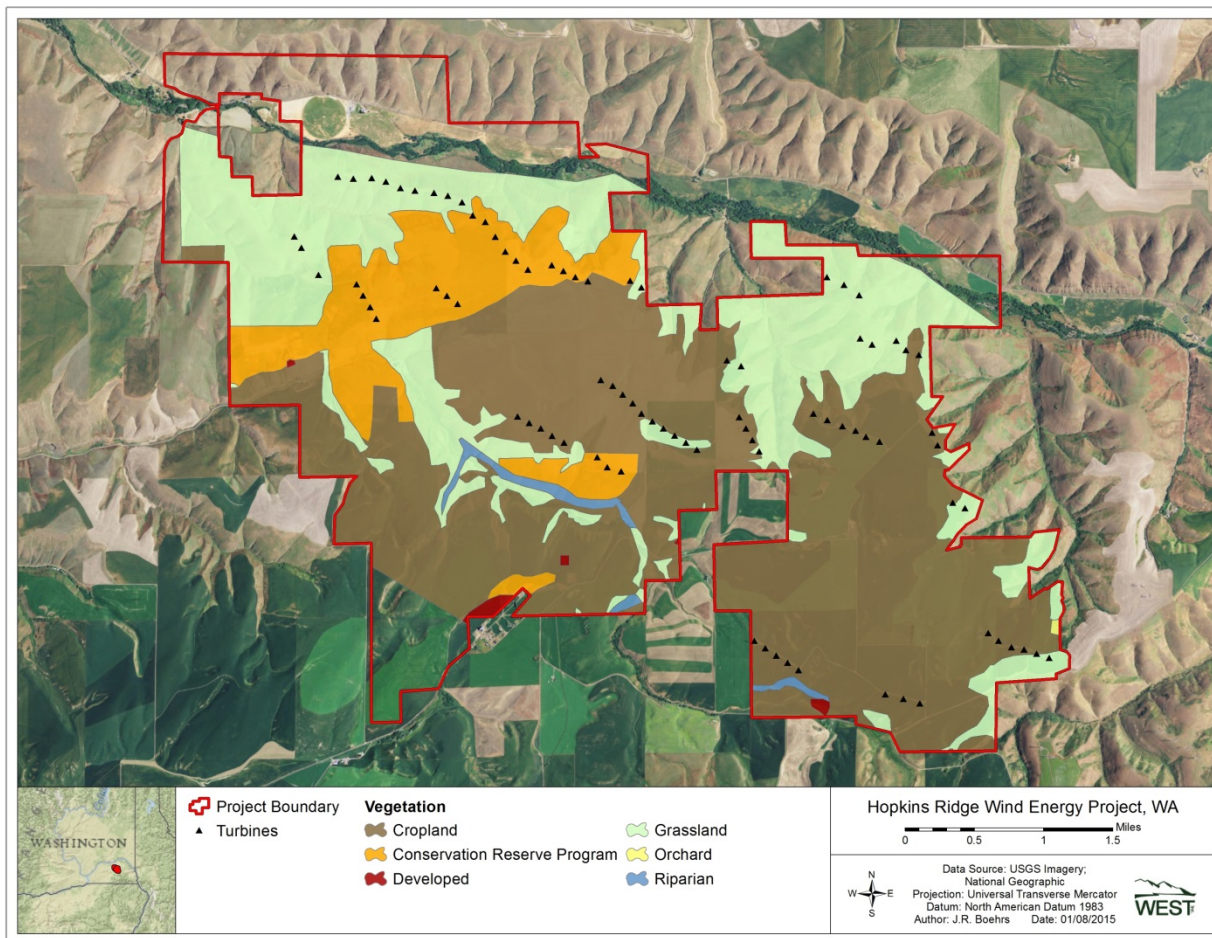 WASHINGTON
Project Boundary
Turbines
Vegetation
Cropland
Conservation Reserve Program
Developed
Grassland
Orchard
Riparian
Hopkins Ridge Wind Energy Project, WA
Miles
0 0.5 1 1.5
N
W E
S
Data Source: USGS Imagery;
National Geographic
Projection: Universal Transverse Mercator
Datum: North American Datum 1983
Author: J.R. Boehrs Date: 01/08/2015
WEST